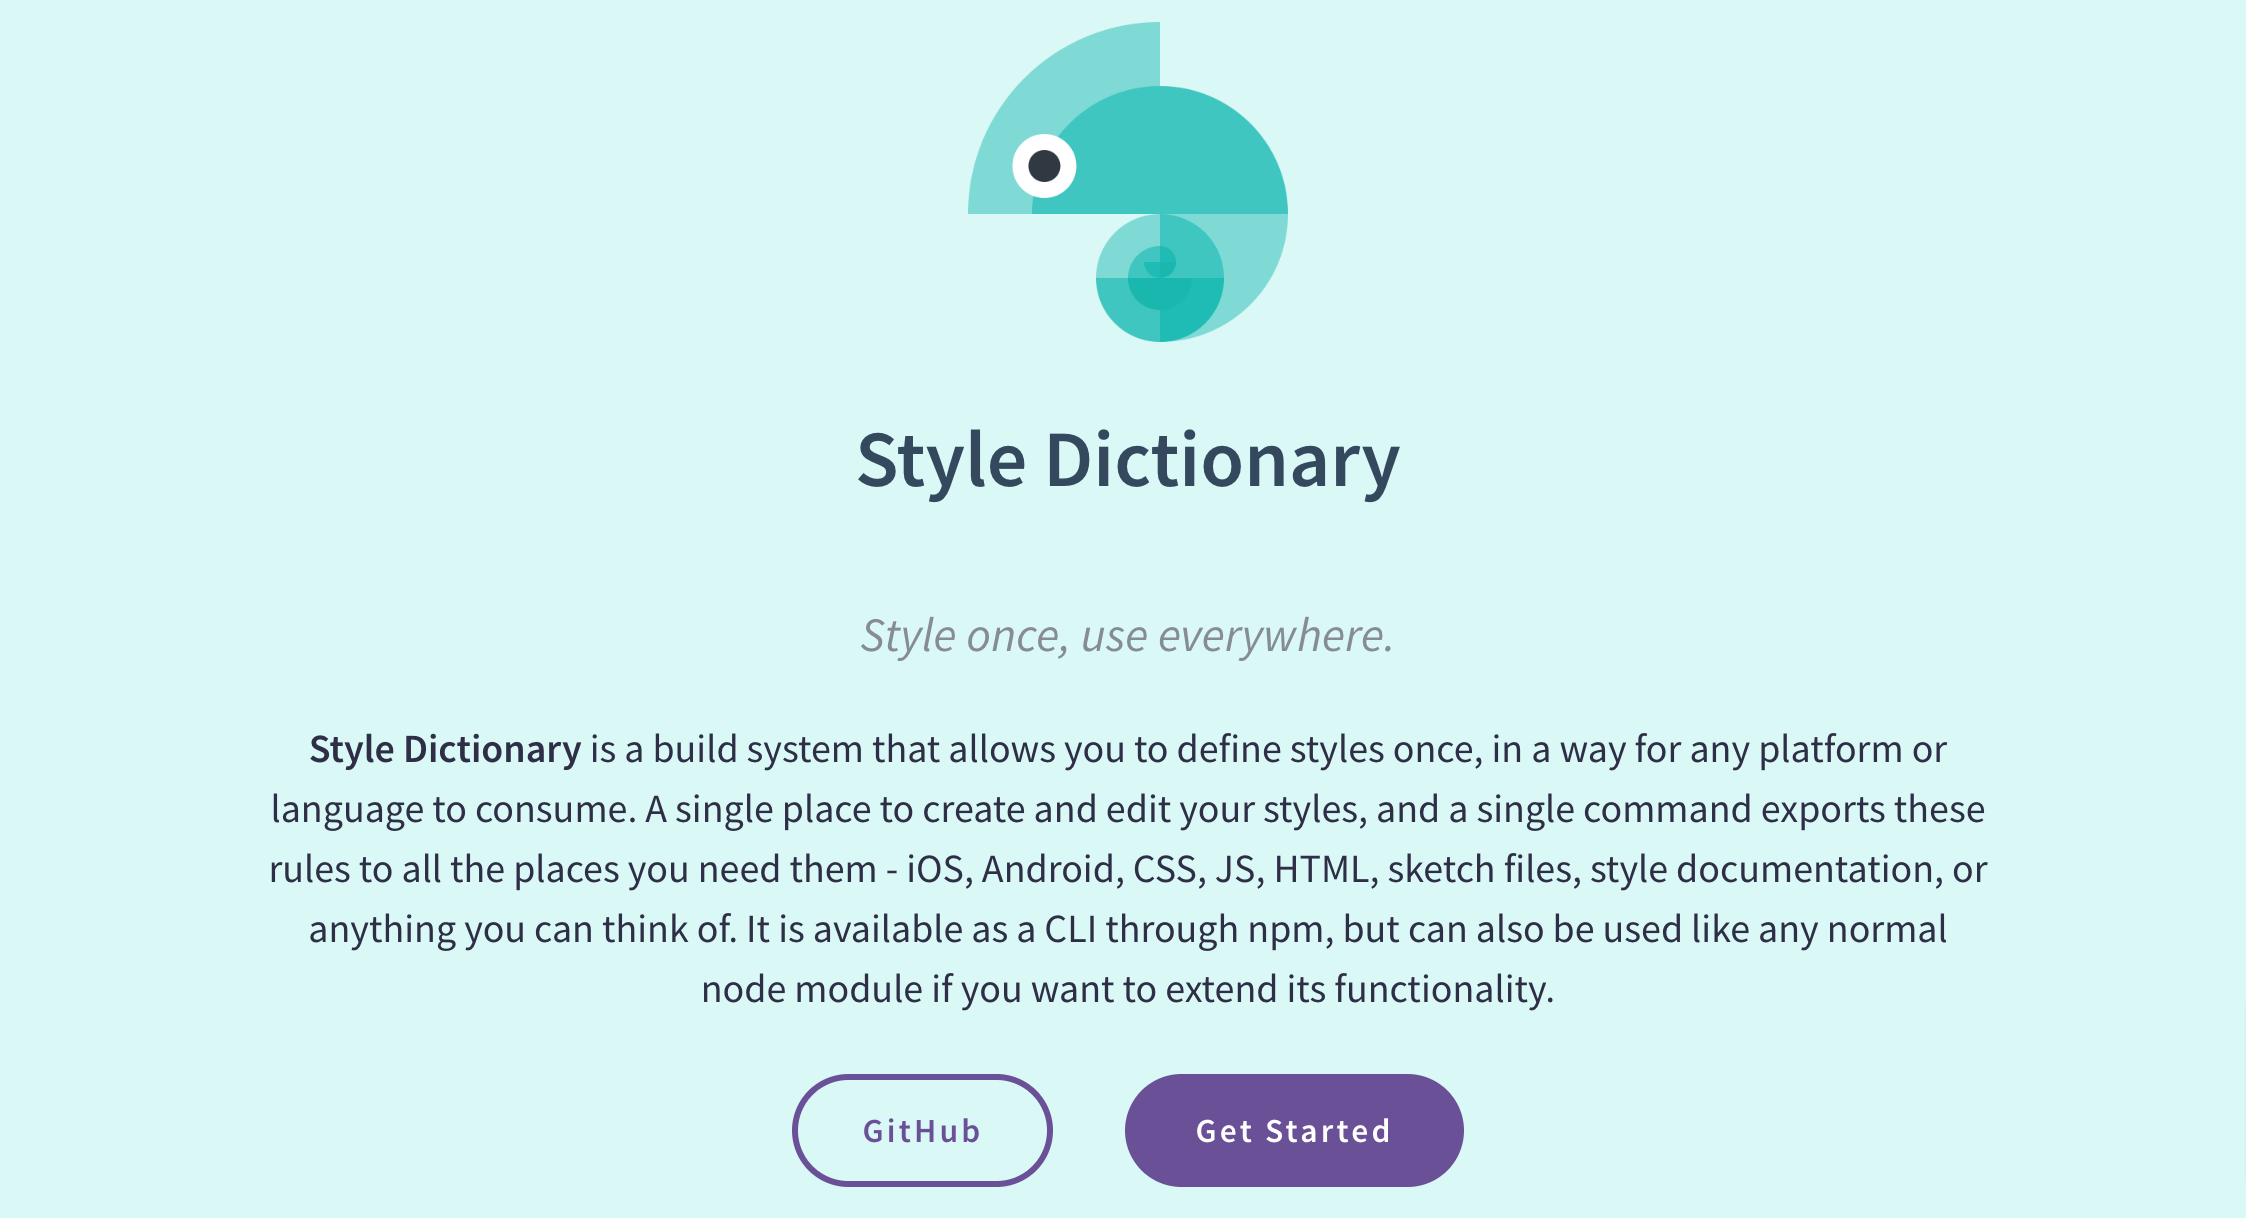 Style Dictionary
Style once, use everywhere.
Style Dictionary is a build system that allows you to define styles once, in a way for any platform or
language to consume. A single place to create and edit your styles, and a single command exports these
rules to all the places you need them - iOS, Android, CSS, JS, HTML, sketch files, style documentation, or
anything you can think of. It is available as a CLI through npm, but can also be used like any normal
node module if you want to extend its functionality.
GitHub
Get Started